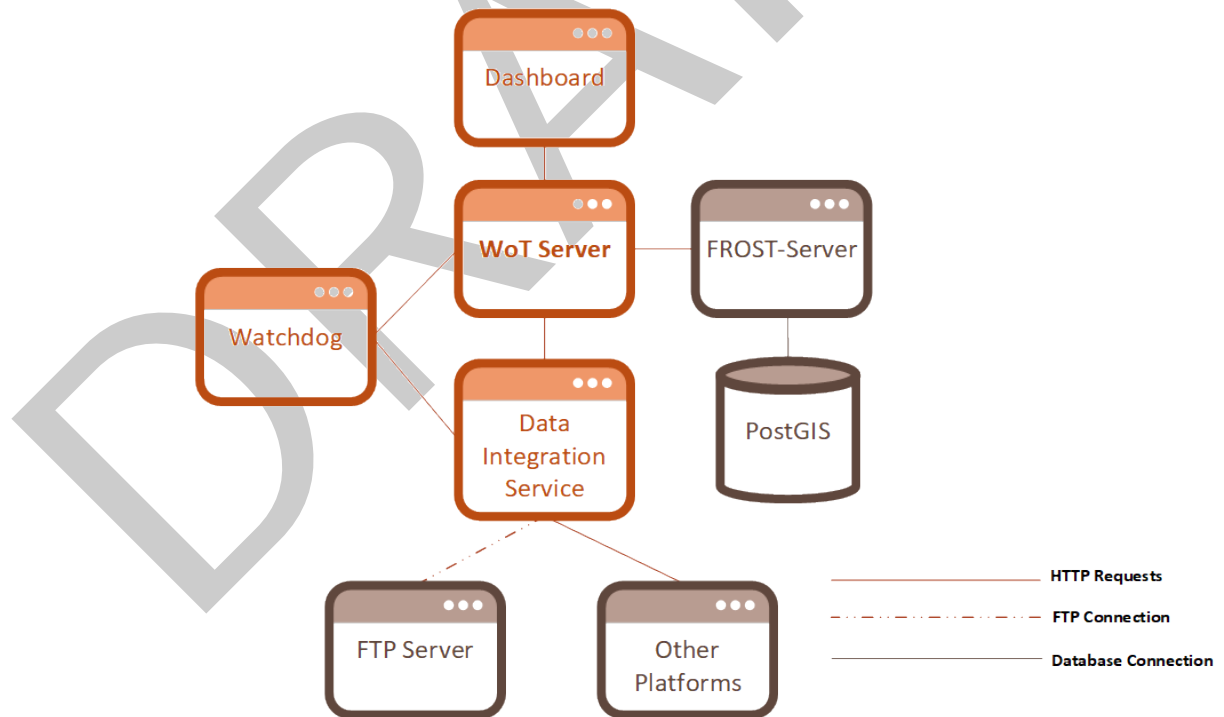 Dashboard
WoT Server
FROST-Server
Watchdog
Data
Integration
Service
PostGIS
FTP Server
Other
Platforms
HTTP Requests
FTP Connection
Database Connection
DRA